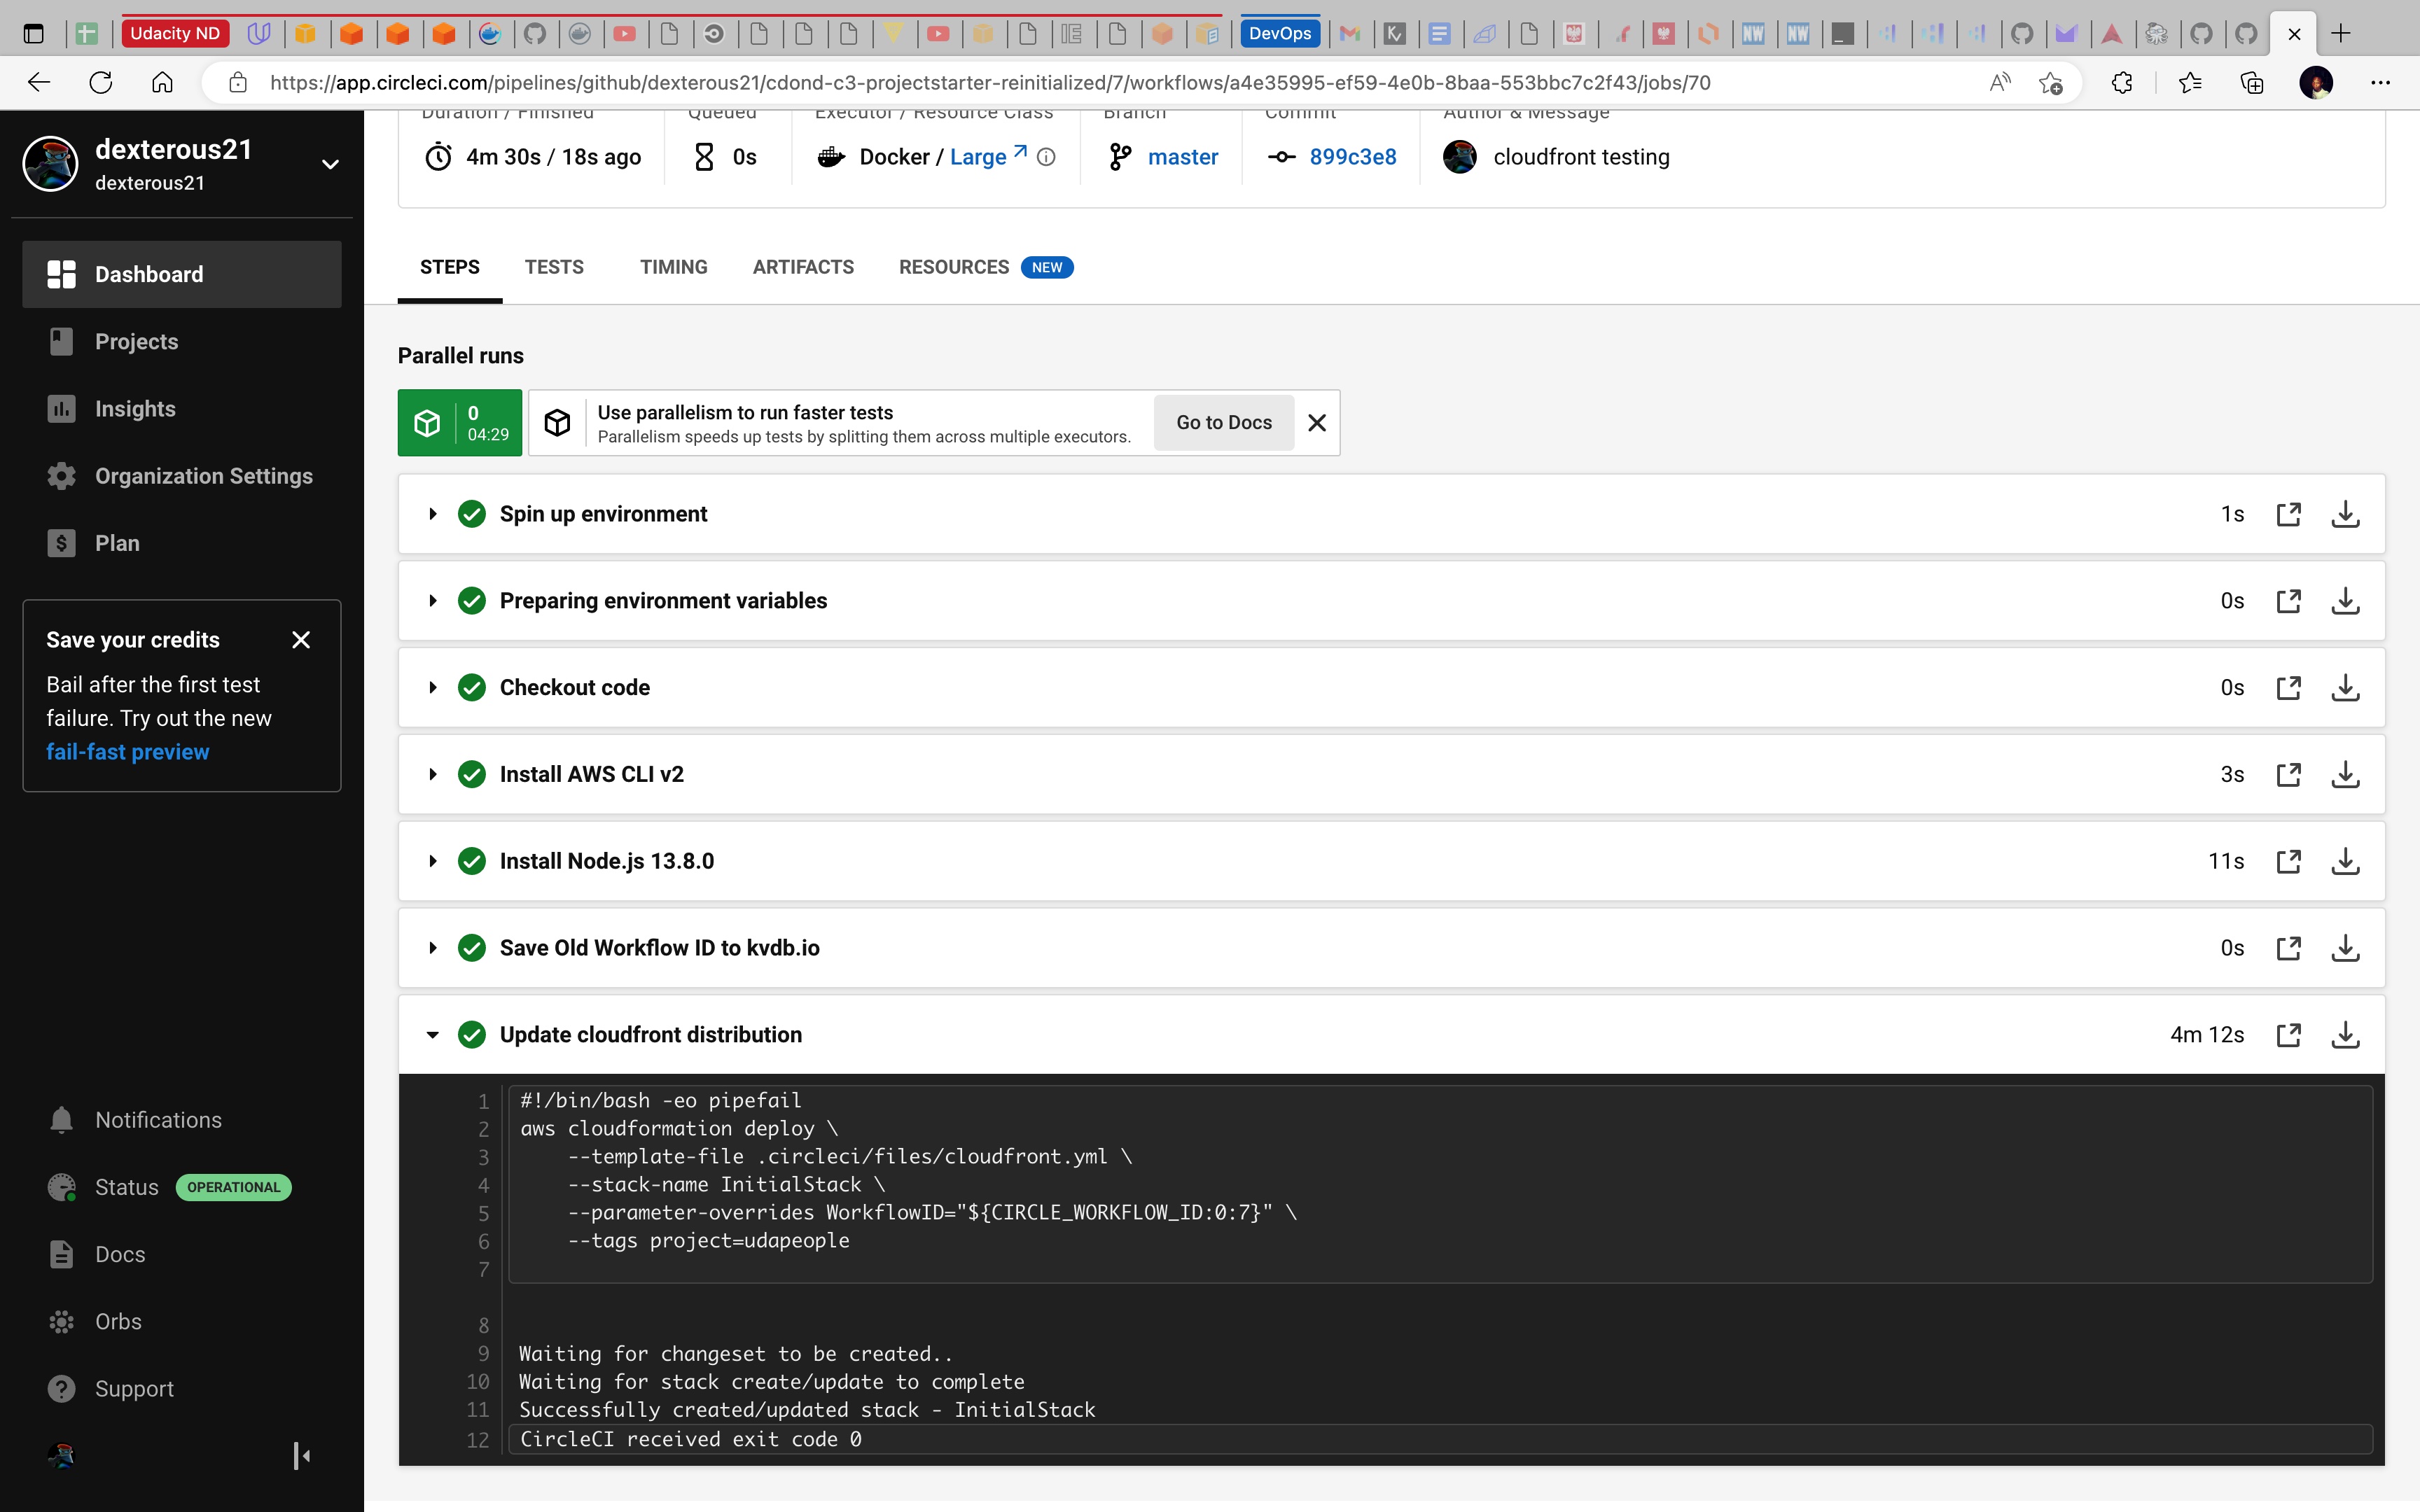 Udacity ND
DevOps
https://app.circleci.com/pipelines/github/dexterous21/cdond-c3-projectstarter-reinitialized/7/workflows/a4e35995-ef59-4e0b-8baa-553bbc7c2f43/jobs/70
dexterous21
dexterous21
Dashboard
Projects
Insights
Organization Settings
Plan
Save your credits
Bail after the first test
failure. Try out the new
fail-fast preview
Notifications
Status OPERATIONAL
Docs
Orbs
Support
Duration / Finished Queued Executor / Resource Class Branch Commit Author & Message
4m 30s / 18s ago 0s Docker / Large master 899c3e8 cloudfront testing
STEPS TESTS TIMING ARTIFACTS RESOURCES NEW
Parallel runs
0
04:29
Use parallelism to run faster tests
Parallelism speeds up tests by splitting them across multiple executors.
Go to Docs
Spin up environment 1s
Preparing environment variables 0s
Checkout code 0s
Install AWS CLI v2 3s
Install Node.js 13.8.0 11s
Save Old Workflow ID to kvdb.io 0s
Update cloudfront distribution 4m 12s
1 #!/bin/bash -eo pipefail
2 aws cloudformation deploy \
3 --template-file .circleci/files/cloudfront.yml \
4 --stack-name InitialStack \
5 --parameter-overrides WorkflowID="${CIRCLE_WORKFLOW_ID:0:7}" \
6 --tags project=udapeople
7
8
9 Waiting for changeset to be created..
10 Waiting for stack create/update to complete
11 Successfully created/updated stack - InitialStack
12 CircleCI received exit code 0